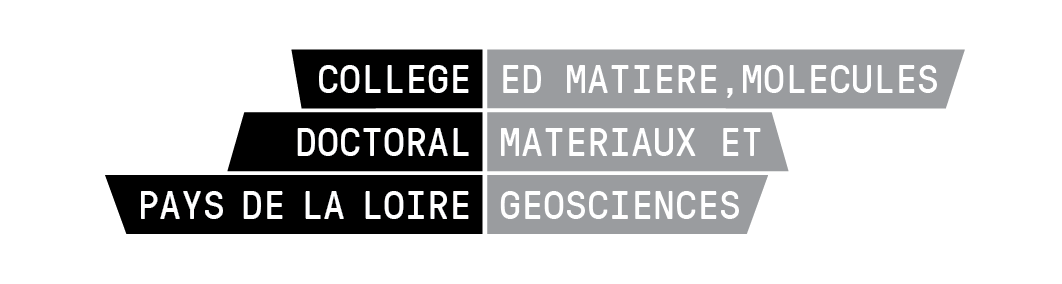 COLLEGE ED MATIERE,MOLECULES
DOCTORAL MATERIAUX ET
PAYS DE LA LOIRE GEOSCIENCES